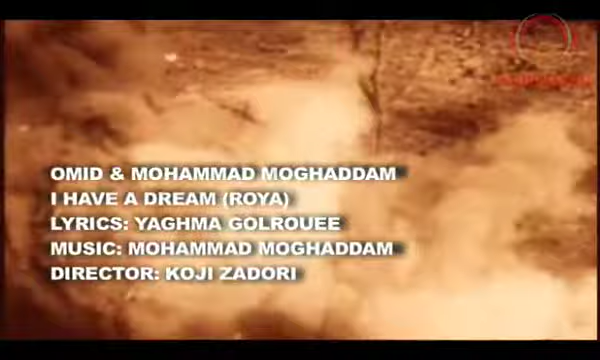 OMID & MOHAMMAD MOGHADDAM
I HAVE A DREAM (ROYA)
LYRICS: YAGHMA GOLROUEE
MUSIC: MOHAMMAD MOGHADDAM
DIRECTOR: KOJI ZADORI